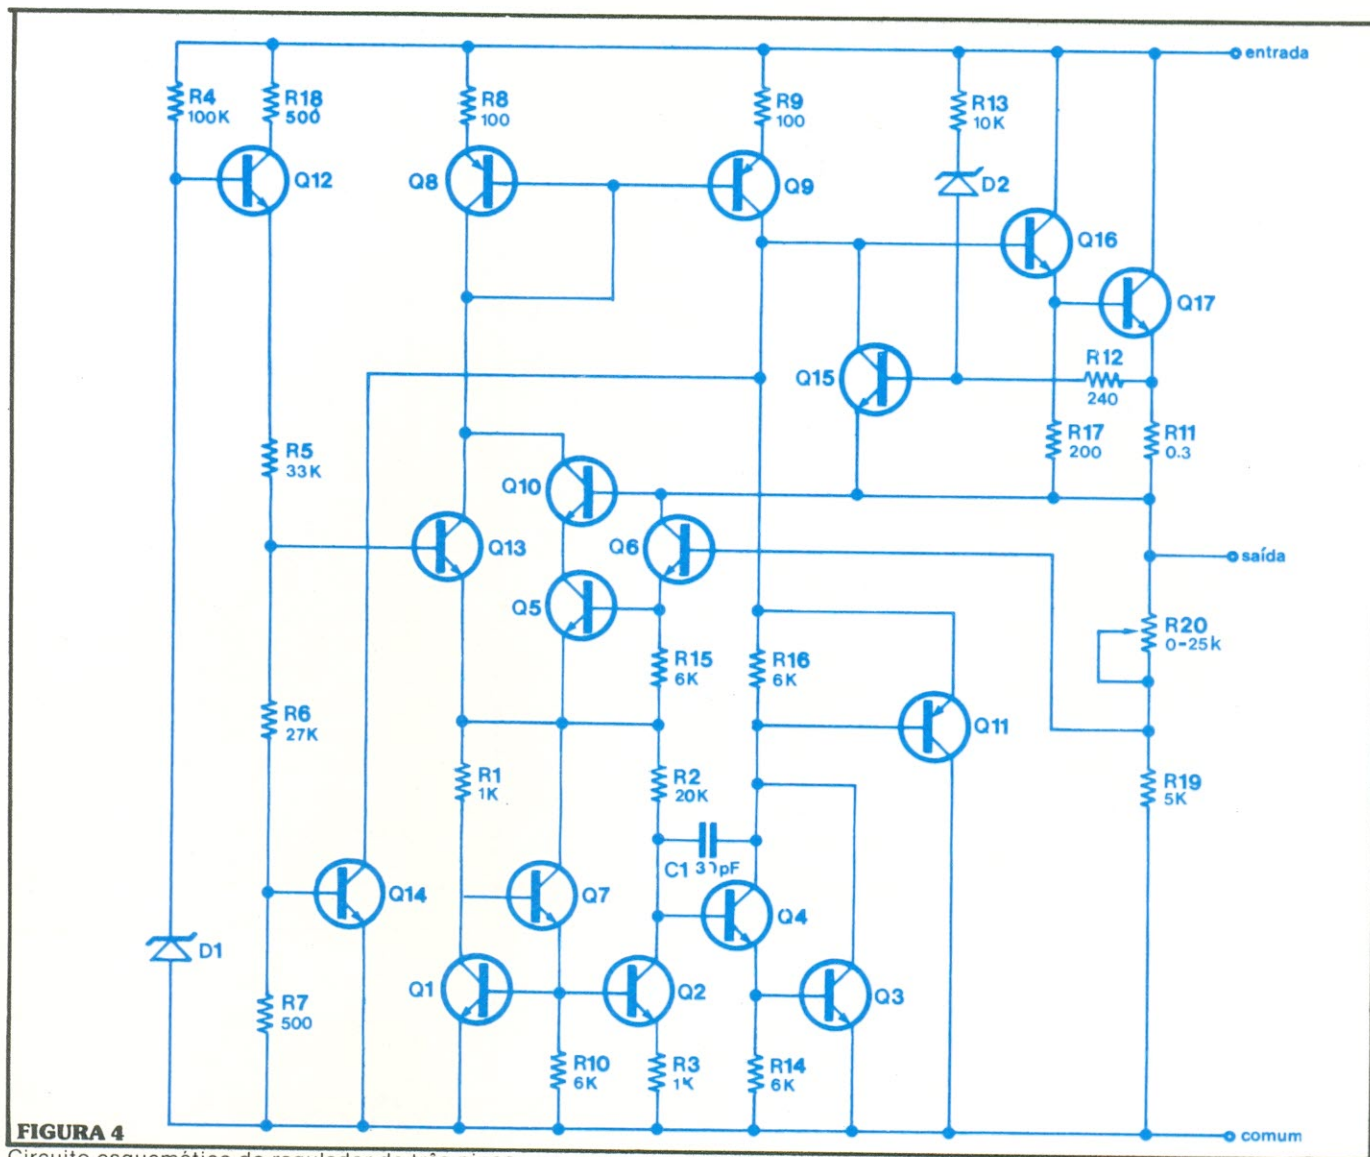 entrada
R4
100K
R18
500
R8
100
R9
100
R13
10K
Q12
Q8
Q9
D2
Q16
Q17
Q15
R12
240
R17
200
R11
0.3
R5
33K
Q10
Q13
Q6
saída
Q5
R20
0-25k
R15
6K
R16
6K
R6
27K
Q11
R1
1K
R2
20K
R19
5K
C1 30pF
Q14
Q7
Q4
D1
Q1
Q2
Q3
R7
500
R10
6K
R3
1K
R14
6K
FIGURA 4
comum